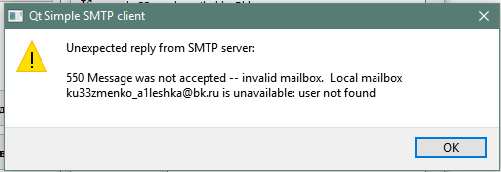 Qt Simple SMTP client
Unexpected reply from SMTP server:
550 Message was not accepted -- invalid mailbox. Local mailbox
ku33zmenko_a1leshka@bk.ru is unavailable: user not found
OK